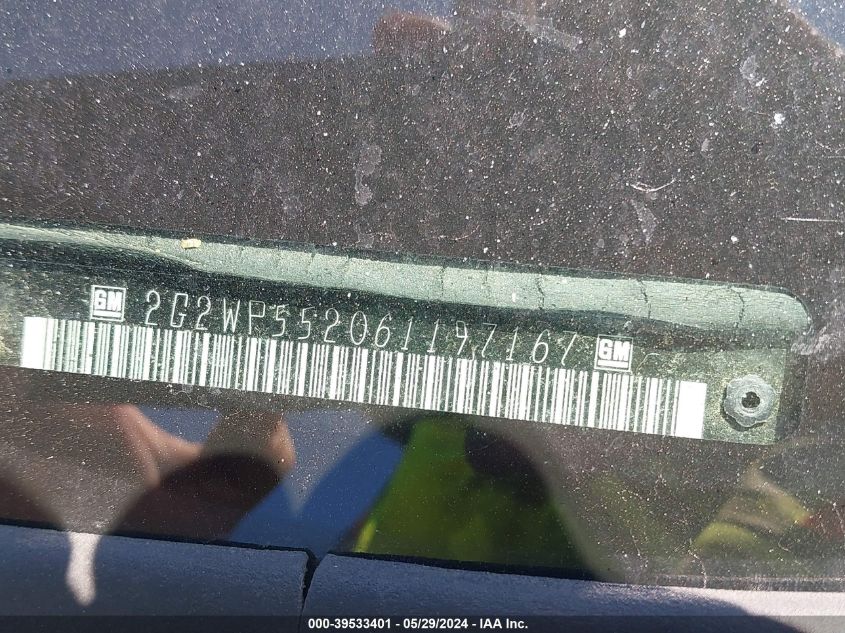 GM 2G2WP552061197167 GM
000-39533401 - 05/29/2024 - IAA Inc.